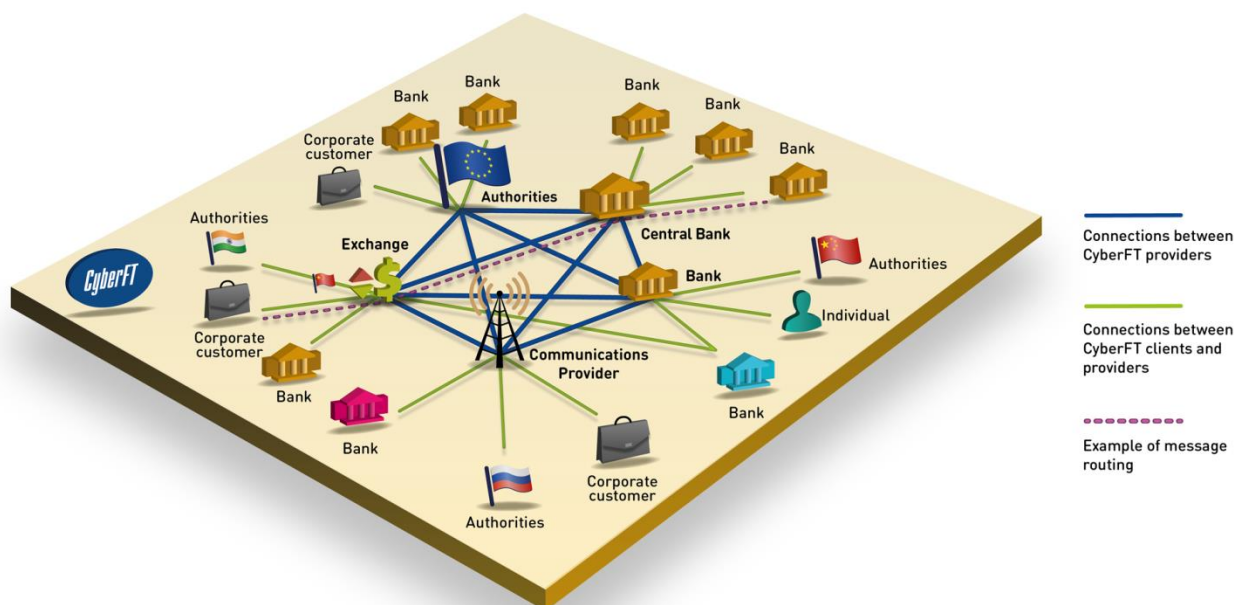 Bank
Bank
Bank
Bank
Corporate
customer
Bank
Authorities
Authorities
Central Bank
Exchange
Authorities
Bank
CyberFT
Individual
Corporate
customer
Communications
Provider
Bank
Bank
Bank
Corporate
customer
Authorities
Connections between
CyberFT providers
Connections between
CyberFT clients and
providers
Example of message
routing